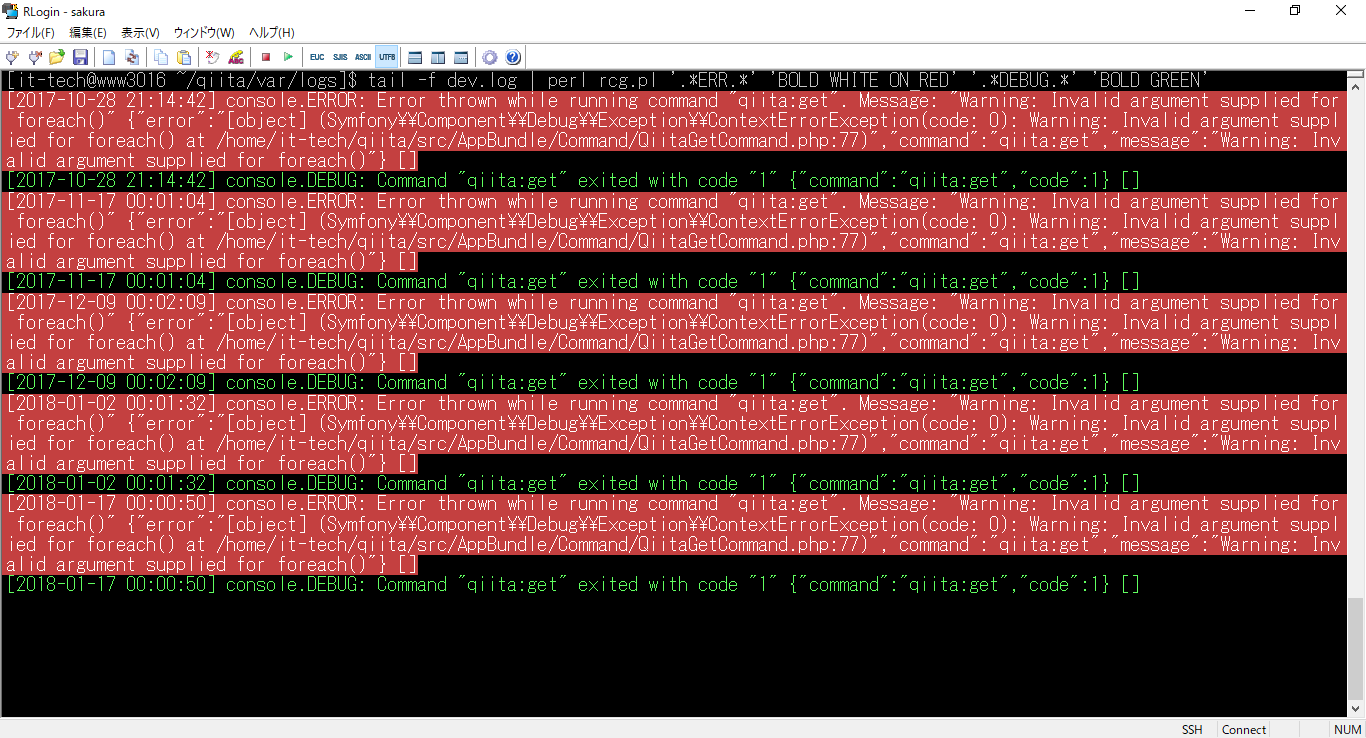 RLogin - sakura
ファイル(F) 編集(E) 表示(V) ウィンドウ(W) ヘルプ(H)
ABC EUC SJIS ASCII UTF8
[it-tech@www3016 ~/qiita/var/logs]$ tail -f dev.log | perl rcg.pl '.*ERR.*' 'BOLD WHITE ON_RED' '.*DEBUG.*' 'BOLD GREEN'
[2017-10-28 21:14:42] console.ERROR: Error thrown while running command "qiita:get". Message: "Warning: Invalid argument supplied for
foreach()" {"error":"[object] (Symfony¥¥Component¥¥Debug¥¥Exception¥¥ContextErrorException(code: 0): Warning: Invalid argument suppl
ied for foreach() at /home/it-tech/qiita/src/AppBundle/Command/QiitaGetCommand.php:77)","command":"qiita:get","message":"Warning: Inv
alid argument supplied for foreach()"} []
[2017-10-28 21:14:42] console.DEBUG: Command "qiita:get" exited with code "1" {"command":"qiita:get","code":1} []
[2017-11-17 00:01:04] console.ERROR: Error thrown while running command "qiita:get". Message: "Warning: Invalid argument supplied for
foreach()" {"error":"[object] (Symfony¥¥Component¥¥Debug¥¥Exception¥¥ContextErrorException(code: 0): Warning: Invalid argument suppl
ied for foreach() at /home/it-tech/qiita/src/AppBundle/Command/QiitaGetCommand.php:77)","command":"qiita:get","message":"Warning: Inv
alid argument supplied for foreach()"} []
[2017-11-17 00:01:04] console.DEBUG: Command "qiita:get" exited with code "1" {"command":"qiita:get","code":1} []
[2017-12-09 00:02:09] console.ERROR: Error thrown while running command "qiita:get". Message: "Warning: Invalid argument supplied for
foreach()" {"error":"[object] (Symfony¥¥Component¥¥Debug¥¥Exception¥¥ContextErrorException(code: 0): Warning: Invalid argument suppl
ied for foreach() at /home/it-tech/qiita/src/AppBundle/Command/QiitaGetCommand.php:77)","command":"qiita:get","message":"Warning: Inv
alid argument supplied for foreach()"} []
[2017-12-09 00:02:09] console.DEBUG: Command "qiita:get" exited with code "1" {"command":"qiita:get","code":1} []
[2018-01-02 00:01:32] console.ERROR: Error thrown while running command "qiita:get". Message: "Warning: Invalid argument supplied for
foreach()" {"error":"[object] (Symfony¥¥Component¥¥Debug¥¥Exception¥¥ContextErrorException(code: 0): Warning: Invalid argument suppl
ied for foreach() at /home/it-tech/qiita/src/AppBundle/Command/QiitaGetCommand.php:77)","command":"qiita:get","message":"Warning: Inv
alid argument supplied for foreach()"} []
[2018-01-02 00:01:32] console.DEBUG: Command "qiita:get" exited with code "1" {"command":"qiita:get","code":1} []
[2018-01-17 00:00:50] console.ERROR: Error thrown while running command "qiita:get". Message: "Warning: Invalid argument supplied for
foreach()" {"error":"[object] (Symfony¥¥Component¥¥Debug¥¥Exception¥¥ContextErrorException(code: 0): Warning: Invalid argument suppl
ied for foreach() at /home/it-tech/qiita/src/AppBundle/Command/QiitaGetCommand.php:77)","command":"qiita:get","message":"Warning: Inv
alid argument supplied for foreach()"} []
[2018-01-17 00:00:50] console.DEBUG: Command "qiita:get" exited with code "1" {"command":"qiita:get","code":1} []
SSH Connect NUM